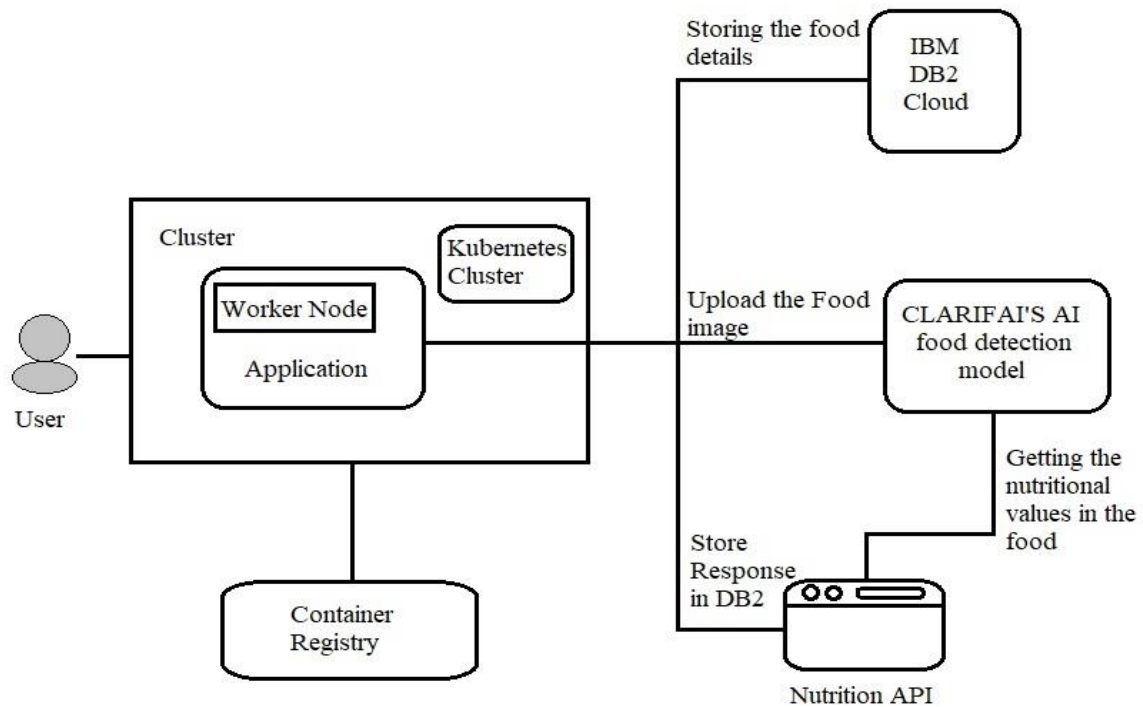 Storing the food
details
IBM
DB2
Cloud
Cluster
Kubernetes
Cluster
Worker Node
Application
User
Upload the Food
image
CLARIFAI'S AI
food detection
model
Getting the
nutritional
values in the
food
Store
Response
in DB2
Container
Registry
Nutrition API